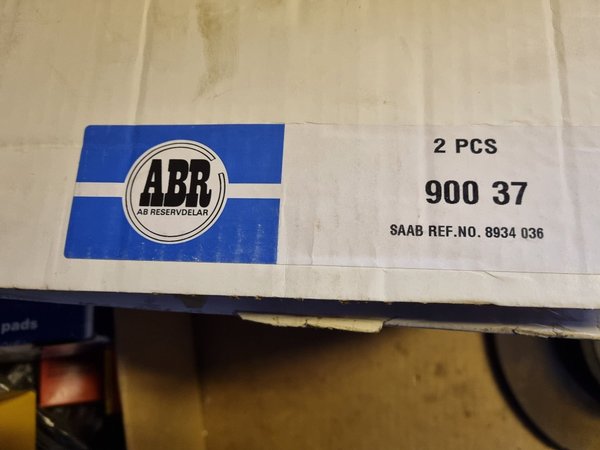 ABR
AB RESERVDELAR
2 PCS
900 37
SAAB REF.NO. 8934 036
pads